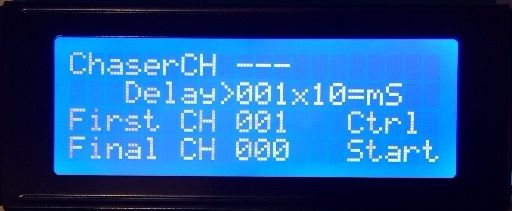 ChaserCH ---
Delay>001x10=mS
First CH 001 Ctrl
Final CH 000 Start